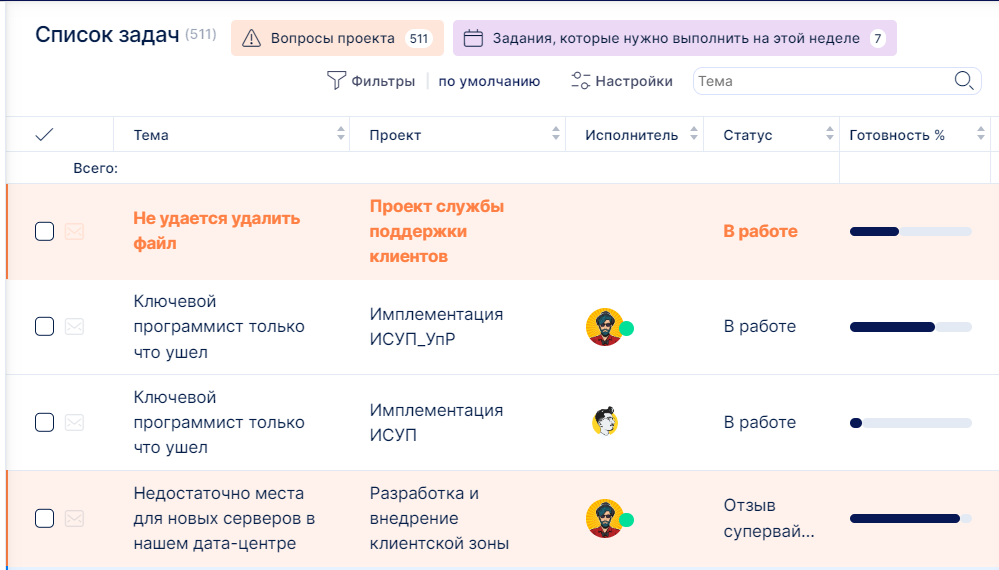 Список задач (511)
Вопросы проекта 511
Задания, которые нужно выполнить на этой неделе 7
Фильтры
по умолчанию
Настройки
Тема
Тема
Проект
Исполнитель
Статус
Готовность %
Всего:
Не удается удалить
файл
Проект службы
поддержки
клиентов
В работе
Ключевой
программист только
что ушел
Имплементация
ИСУП_УпР
В работе
Ключевой
программист только
что ушел
Имплементация
ИСУП
В работе
Недостаточно места
для новых серверов в
нашем дата-центре
Разработка и
внедрение
клиентской зоны
Отзыв
супервай...